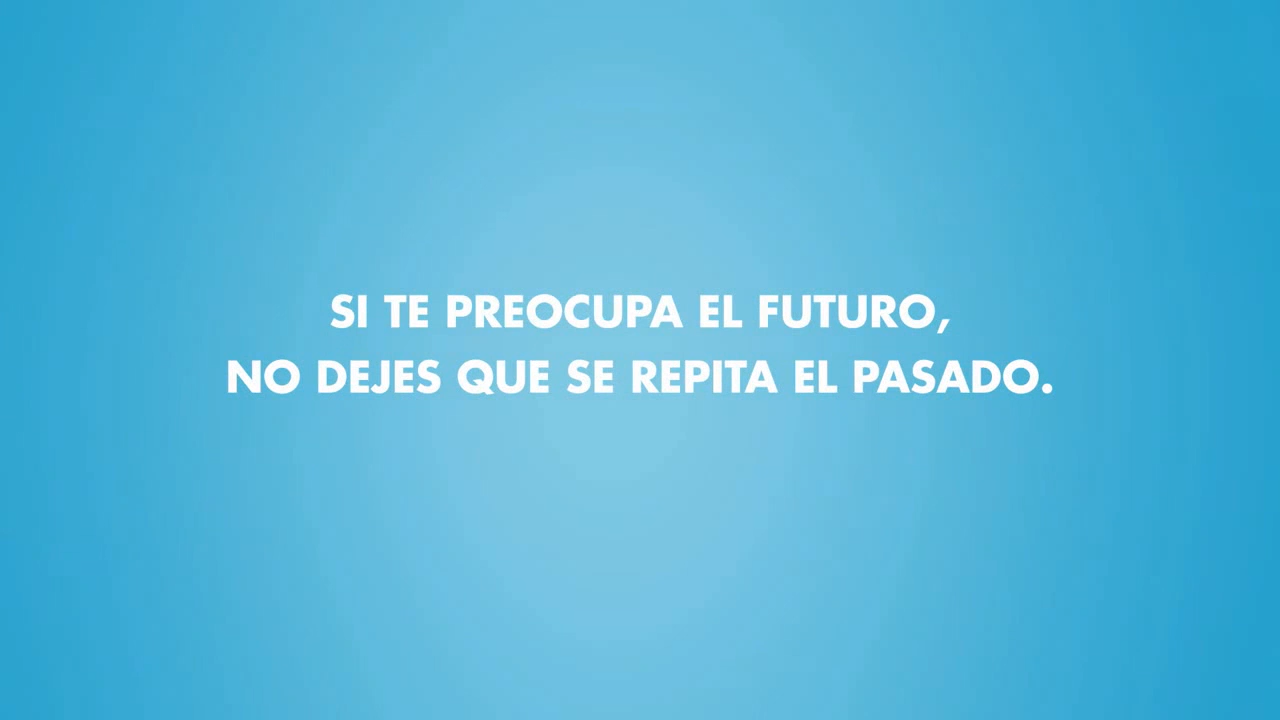 SI TE PREOCUPA EL FUTURO,
NO DEJES QUE SE REPITA EL PASADO.